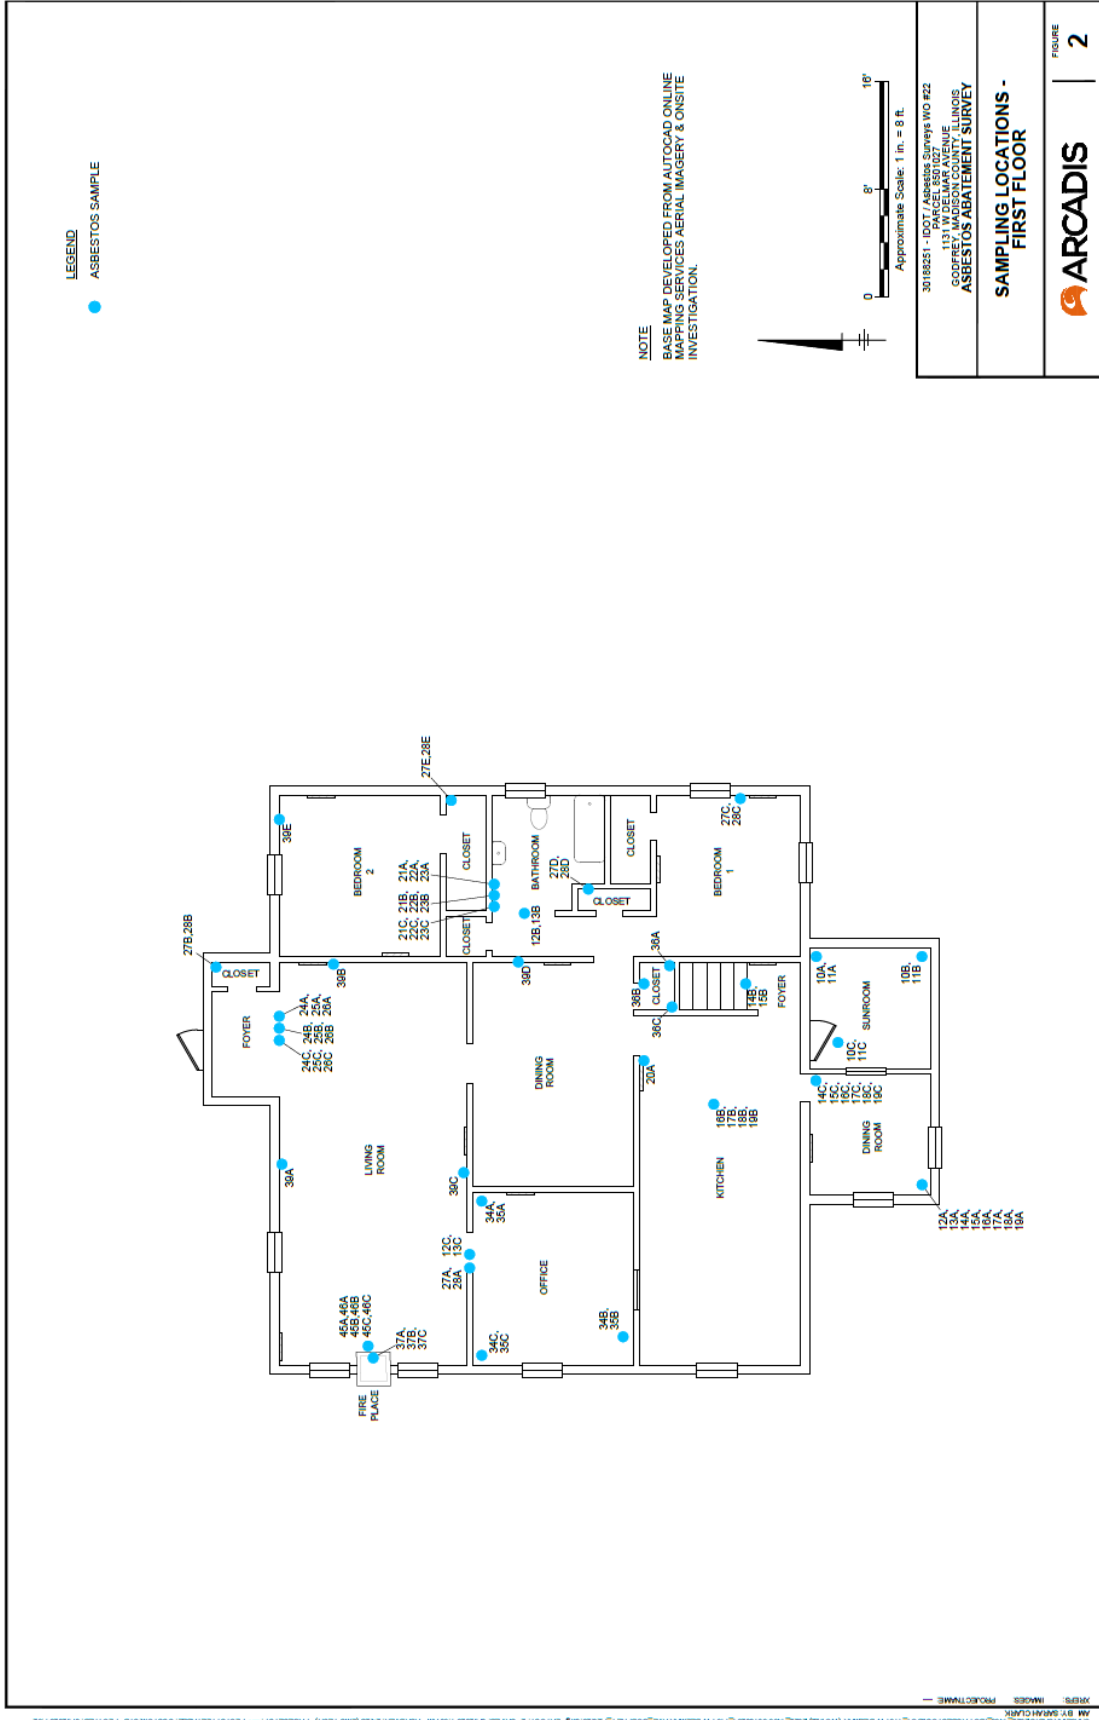 LEGEND
ASBESTOS SAMPLE
NOTE
BASE MAP DEVELOPED FROM AUTOCAD ONLINE
MAPPING SERVICES AERIAL IMAGERY & ONSITE
INVESTIGATION.
0 8' 16'
Approximate Scale: 1 in. = 8 ft.
30188251 - IDOT / Asbestos Surveys WO #22
PARCEL 8501027
1131 W DELMAR AVENUE
GODFREY, MADISON COUNTY, ILLINOIS
ASBESTOS ABATEMENT SURVEY
SAMPLING LOCATIONS -
FIRST FLOOR
ARCADIS
FIGURE
2
27B,28B
CLOSET
FOYER
24A,
25A,
26A
24B,
25B,
26B
24C,
25C,
26C
39A
39B
39E
BEDROOM
2
27E,28E
LIVING
ROOM
45A,46A
45B,46B
45C,46C
37A,
37B,
37C
FIRE
PLACE
39C
12C,
13C
27A,
28A
34A,
35A
34B,
35B
34C,
35C
OFFICE
DINING
ROOM
39D
CLOSET
CLOSET
21A,
22A,
23A
21B,
22B,
23B
21C,
22C,
23C
BATHROOM
12B,13B
27D,
28D
CLOSET
CLOSET
BEDROOM
1
27C,
28C
36A
36B
36C
CLOSET
14B,
15B
FOYER
20A
16B,
17B,
18B,
19B
KITCHEN
10A,
11A
10B,
11B
10C,
11C
SUNROOM
14C,
15C,
16C,
17C,
18C,
19C
DINING
ROOM
12A,
13A,
14A,
15A,
16A,
17A,
18A,
19A
XREFS: IMAGES: PROJECTNAME: ---
BY: SARAH CLARK